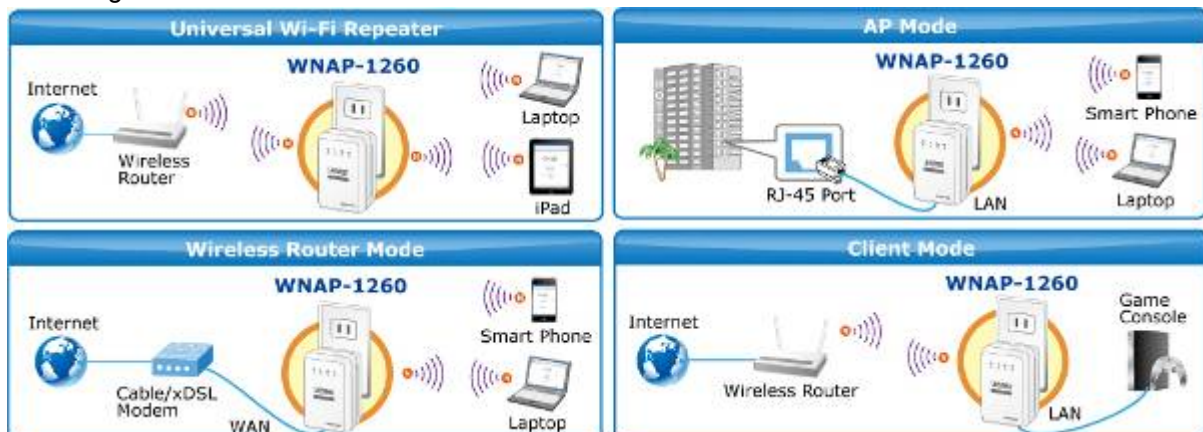 Universal Wi-Fi Repeater
WNAP-1260
Internet
Wireless
Router
Laptop
iPad
AP Mode
WNAP-1260
RJ-45 Port
LAN
Smart Phone
Laptop
Wireless Router Mode
WNAP-1260
Internet
Cable/xDSL
Modem
WAN
Smart Phone
Laptop
Client Mode
WNAP-1260
Internet
Wireless Router
Game
Console
LAN